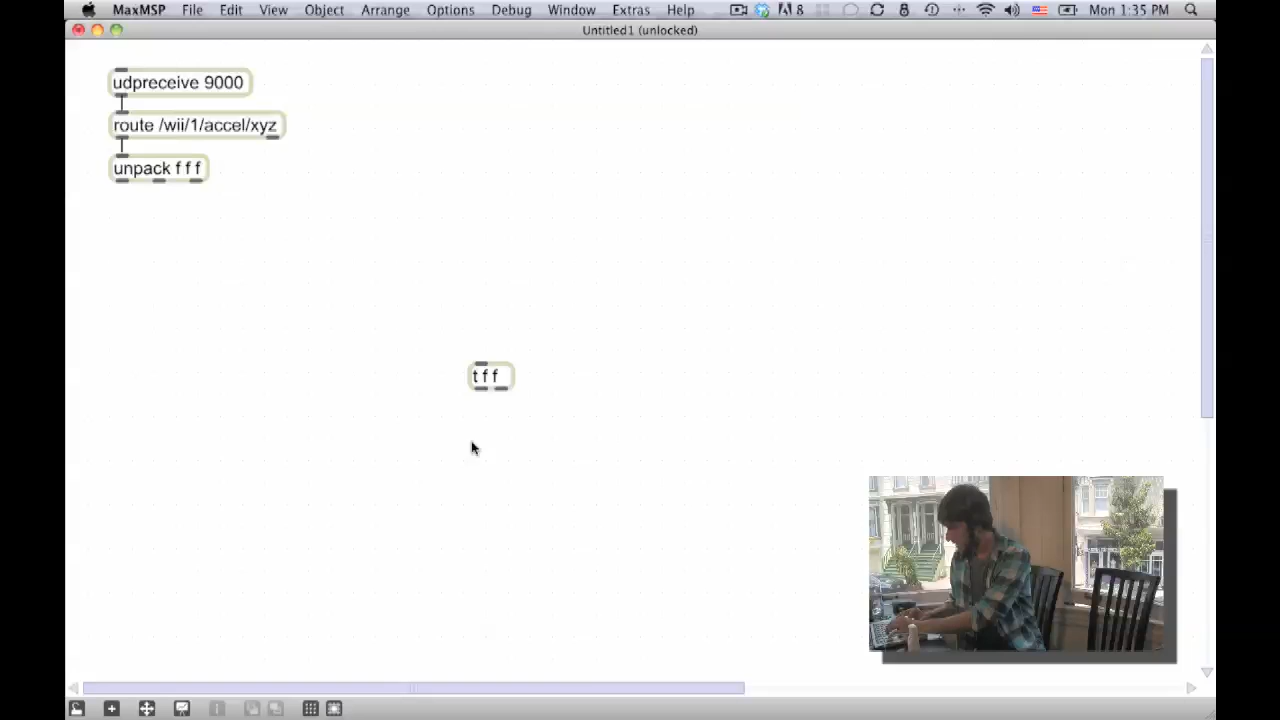 MaxMSP File Edit View Object Arrange Options Debug Window Extras Help 8 Mon 1:35 PM
Untitled1 (unlocked)
udpreceive 9000
route /wii/1/accel/xyz
unpack f f f
t f f